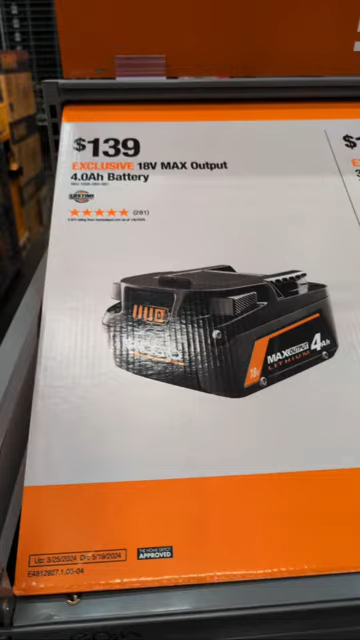 $139
EXCLUSIVE 18V MAX Output
4.0Ah Battery
(281)
MAX OUTPUT 4Ah
LITHIUM
18V
Up: 3/25/2024 Dn: 5/19/2024
THE HOME DEPOT
APPROVED